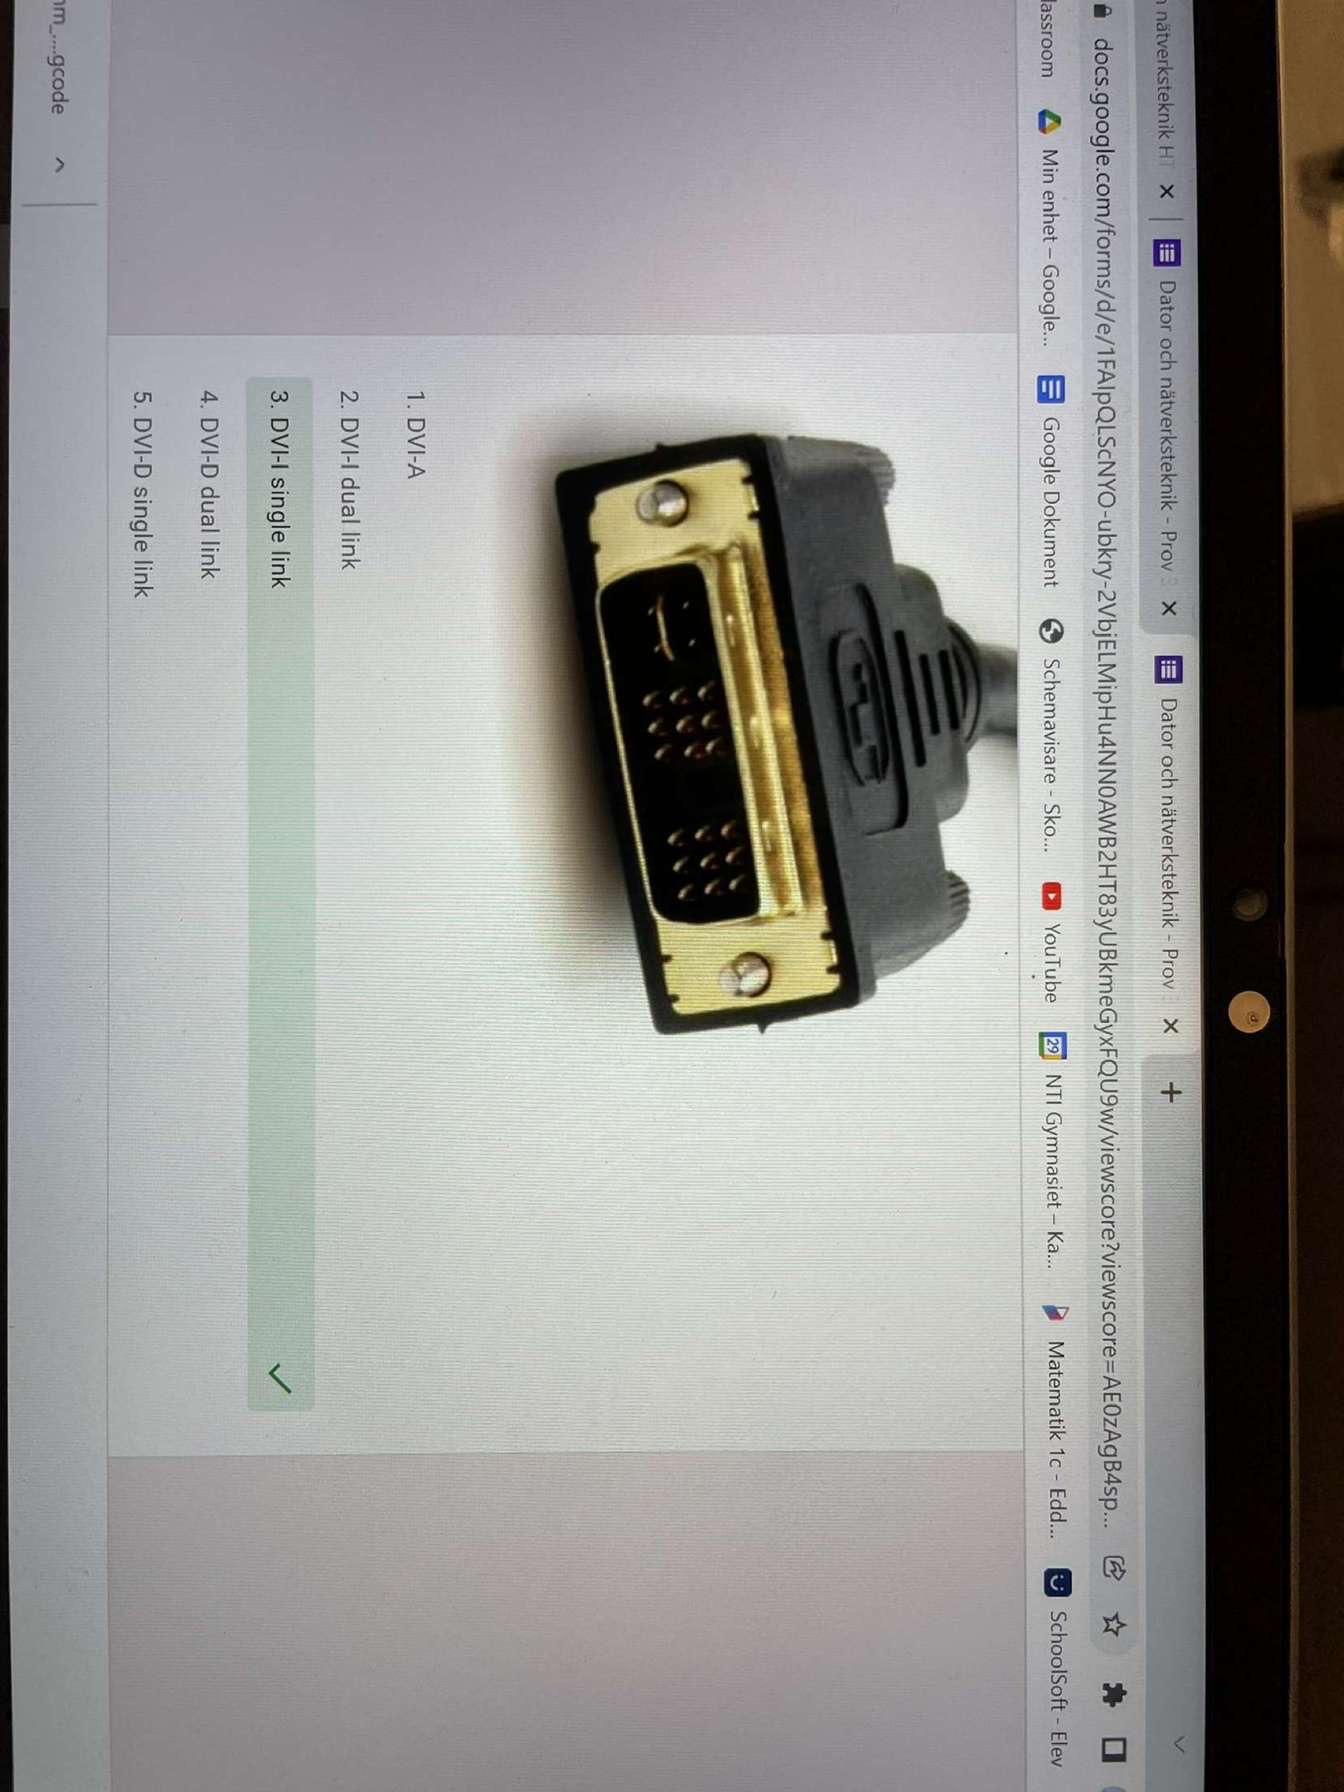 nätverksteknik HT
Dator och nätverksteknik - Prov
Dator och nätverksteknik - Prov
docs.google.com/forms/d/e/1FAIpQLScNYO-ubkry-2VbjELMipHu4NN0AWB2HT83yUBkmeGyxFQU9w/viewscore?viewscore=AE0zAgB4sp...
lassroom
Min enhet – Google...
Google Dokument
Schemavisare - Sko...
YouTube
29
NTI Gymnasiet – Ka...
Matematik 1c - Edd...
SchoolSoft - Elev
1. DVI-A
2. DVI-I dual link
3. DVI-I single link
4. DVI-D dual link
5. DVI-D single link
m_....gcode